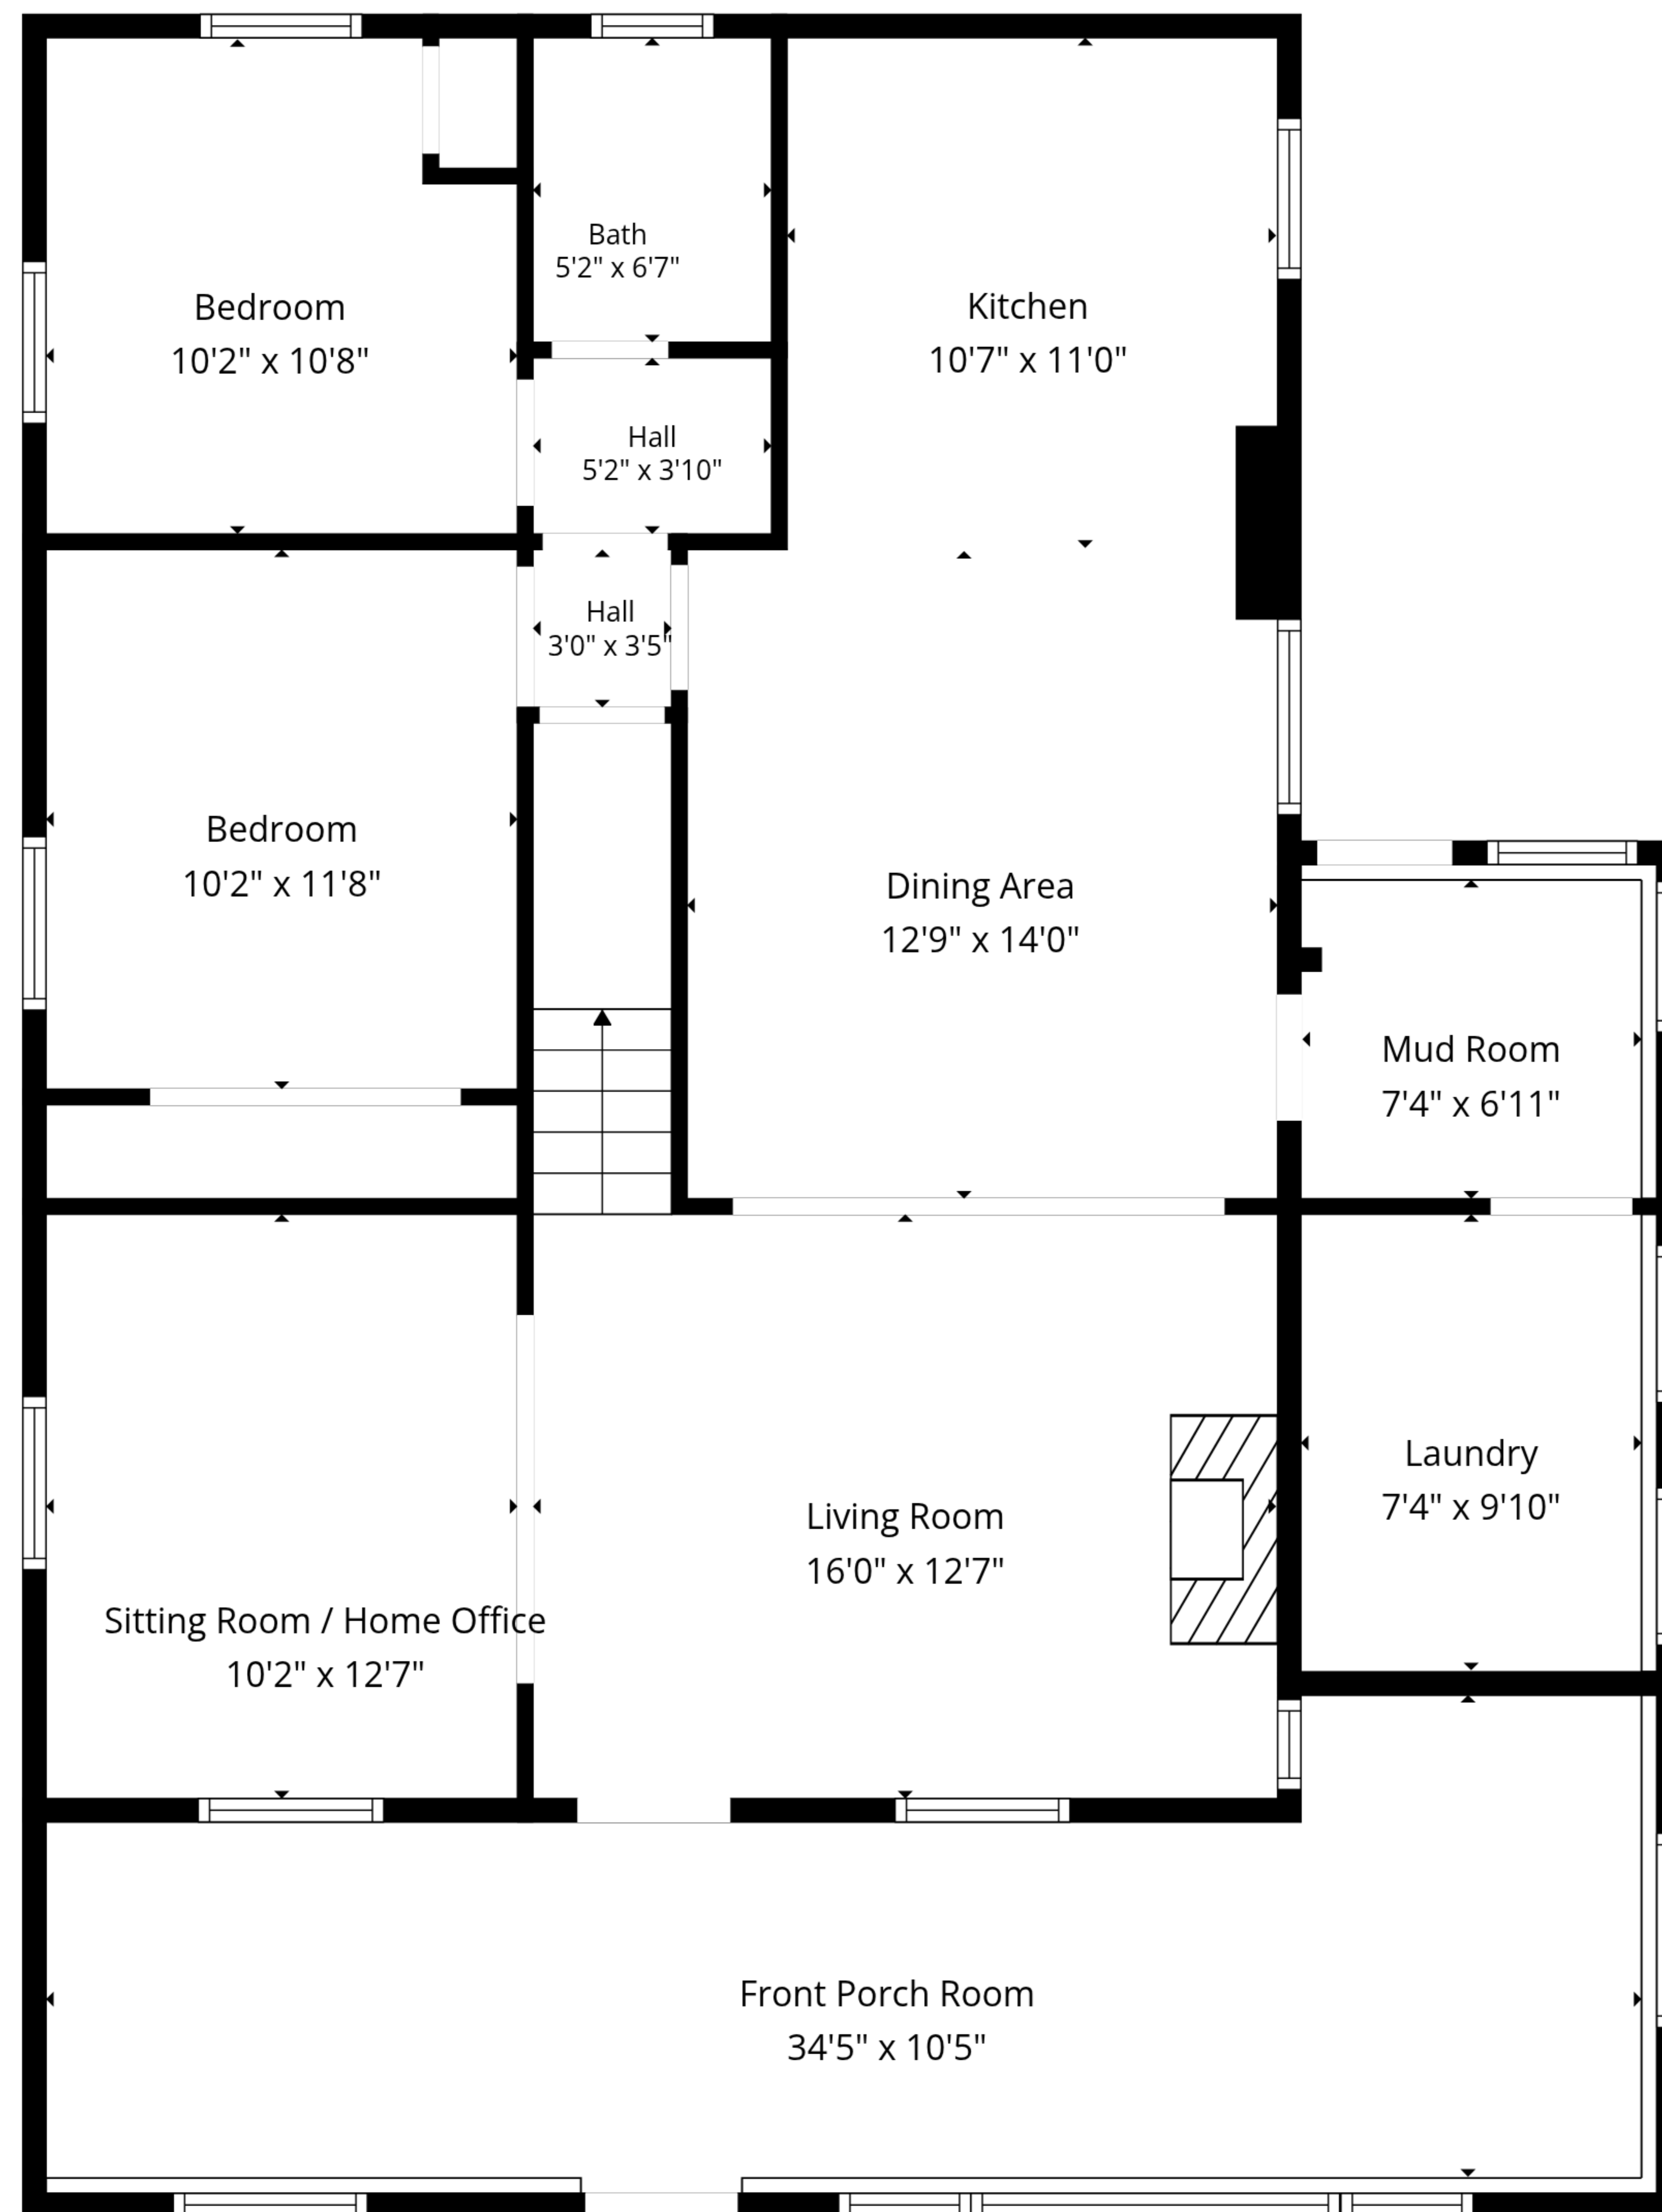 Bath
5'2" x 6'7"
Bedroom
10'2" x 10'8"
Kitchen
10'7" x 11'0"
Hall
5'2" x 3'10"
Hall
3'0" x 3'5"
Bedroom
10'2" x 11'8"
Dining Area
12'9" x 14'0"
Mud Room
7'4" x 6'11"
Laundry
7'4" x 9'10"
Living Room
16'0" x 12'7"
Sitting Room / Home Office
10'2" x 12'7"
Front Porch Room
34'5" x 10'5"